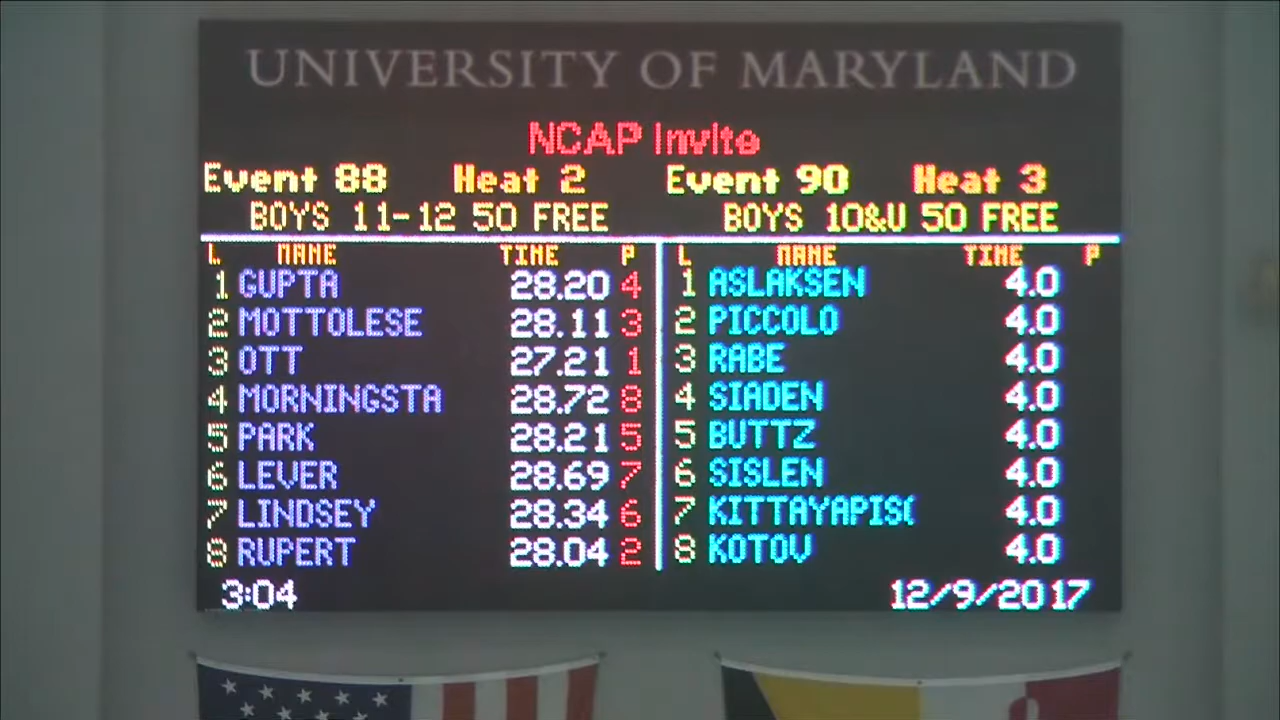 UNIVERSITY OF MARYLAND
NCAP Invite
Event 88 Heat 2 Event 90 Heat 3
BOYS 11-12 50 FREE BOYS 10&U 50 FREE
L NAME TIME P L NAME TIME P
1 GUPTA 28.20 4 1 ASLAKSEN 4.0
2 MOTTOLESE 28.11 3 2 PICCOLO 4.0
3 OTT 27.21 1 3 RABE 4.0
4 MORNINGSTA 28.72 8 4 SIADEN 4.0
5 PARK 28.21 5 5 BUTTZ 4.0
6 LEVER 28.69 7 6 SISLEN 4.0
7 LINDSEY 28.34 6 7 KITTAYAPIS( 4.0
8 RUPERT 28.04 2 8 KOTOV 4.0
3:04 12/9/2017